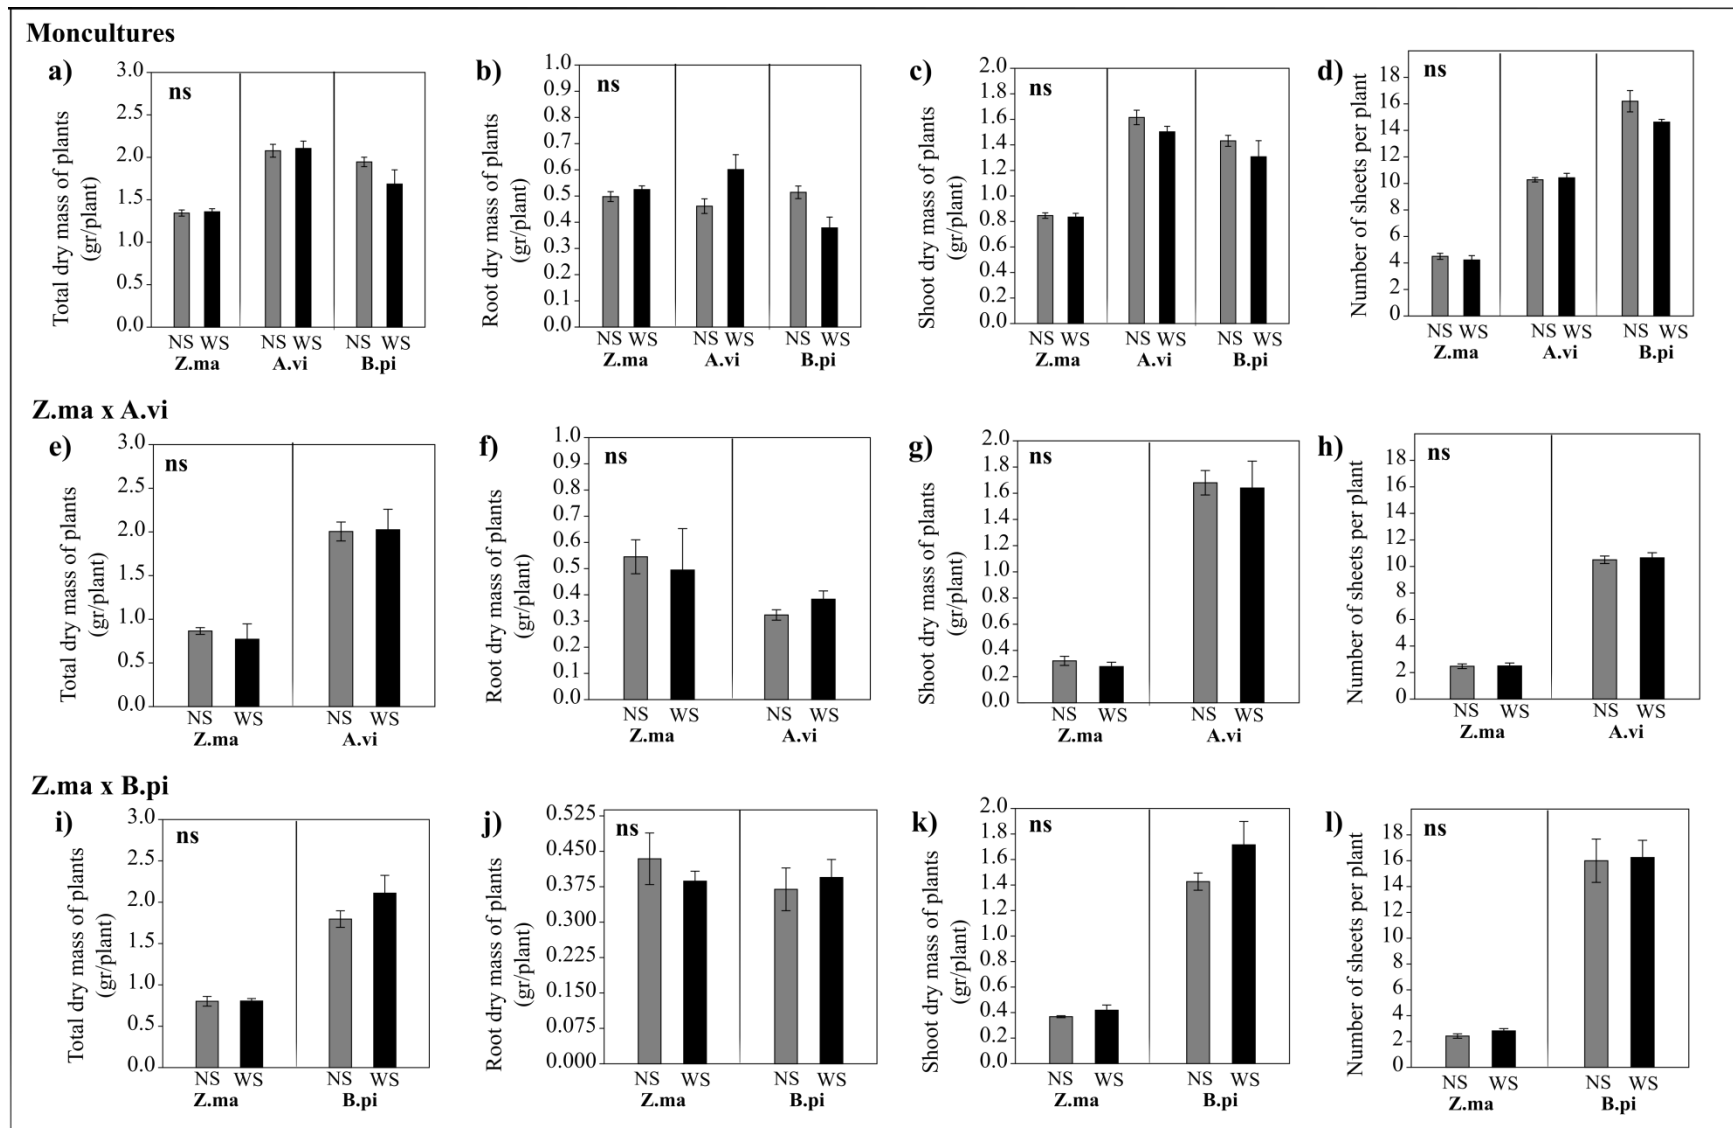 Moncultures
a)
Total dry mass of plants
(gr/plant)
3.0
2.5
2.0
1.5
1.0
0.5
0.0
ns
NS WS NS WS NS WS
Z.ma A.vi B.pi
b)
Root dry mass of plants
(gr/plant)
1.0
0.9
0.8
0.7
0.6
0.5
0.4
0.3
0.2
0.1
0.0
ns
NS WS NS WS NS WS
Z.ma A.vi B.pi
c)
Shoot dry mass of plants
(gr/plant)
2.0
1.8
1.6
1.4
1.2
1.0
0.8
0.6
0.4
0.2
0.0
ns
NS WS NS WS NS WS
Z.ma A.vi B.pi
d)
Number of sheets per plant
18
16
14
12
10
8
6
4
2
0
ns
NS WS NS WS NS WS
Z.ma A.vi B.pi
Z.ma x A.vi
e)
Total dry mass of plants
(gr/plant)
3.0
2.5
2.0
1.5
1.0
0.5
0.0
ns
NS WS NS WS
Z.ma A.vi
f)
Root dry mass of plants
(gr/plant)
1.0
0.9
0.8
0.7
0.6
0.5
0.4
0.3
0.2
0.1
0.0
ns
NS WS NS WS
Z.ma A.vi
g)
Shoot dry mass of plants
(gr/plant)
2.0
1.8
1.6
1.4
1.2
1.0
0.8
0.6
0.4
0.2
0.0
ns
NS WS NS WS
Z.ma A.vi
h)
Number of sheets per plant
18
16
14
12
10
8
6
4
2
0
ns
NS WS NS WS
Z.ma A.vi
Z.ma x B.pi
i)
Total dry mass of plants
(gr/plant)
3.0
2.5
2.0
1.5
1.0
0.5
0.0
ns
NS WS NS WS
Z.ma B.pi
j)
Root dry mass of plants
(gr/plant)
0.525
0.450
0.375
0.300
0.225
0.150
0.075
0.000
ns
NS WS NS WS
Z.ma B.pi
k)
Shoot dry mass of plants
(gr/plant)
2.0
1.8
1.6
1.4
1.2
1.0
0.8
0.6
0.4
0.2
0.0
ns
NS WS NS WS
Z.ma B.pi
l)
Number of sheets per plant
18
16
14
12
10
8
6
4
2
0
ns
NS WS NS WS
Z.ma B.pi